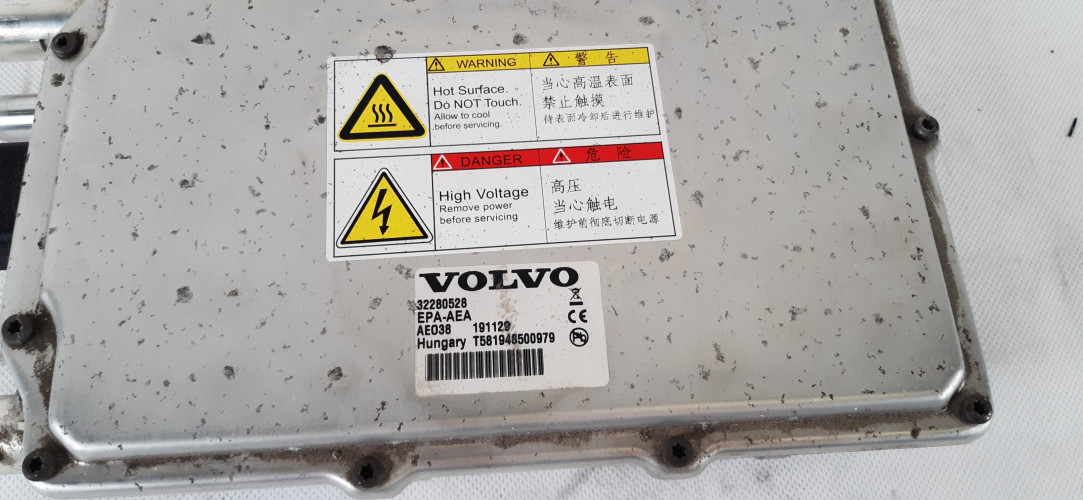 WARNING
警 告
Hot Surface.
Do NOT Touch.
Allow to cool
before servicing.
当心高温表面
禁止触摸
待表面冷却后进行维护
DANGER
危 险
High Voltage
Remove power
before servicing
高压
当心触电
维护前彻底切断电源
VOLVO
32280528
EPA-AEA
AE038 191129
Hungary T581948500979
CE